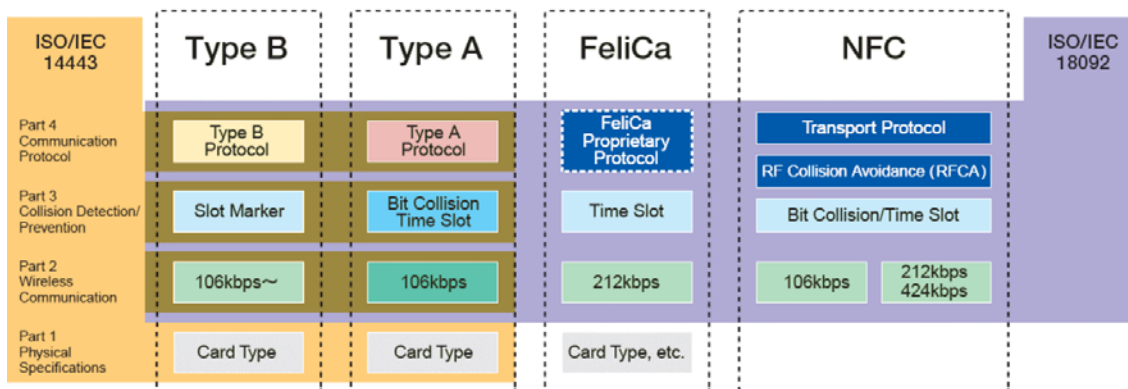 ISO/IEC
14443
Type B
Type A
FeliCa
NFC
ISO/IEC
18092
Part 4
Communication
Protocol
Type B
Protocol
Type A
Protocol
FeliCa
Proprietary
Protocol
Transport Protocol
RF Collision Avoidance (RFCA)
Part 3
Collision Detection/
Prevention
Slot Marker
Bit Collision
Time Slot
Time Slot
Bit Collision/Time Slot
Part 2
Wireless
Communication
106kbps～
106kbps
212kbps
106kbps
212kbps
424kbps
Part 1
Physical
Specifications
Card Type
Card Type
Card Type, etc.